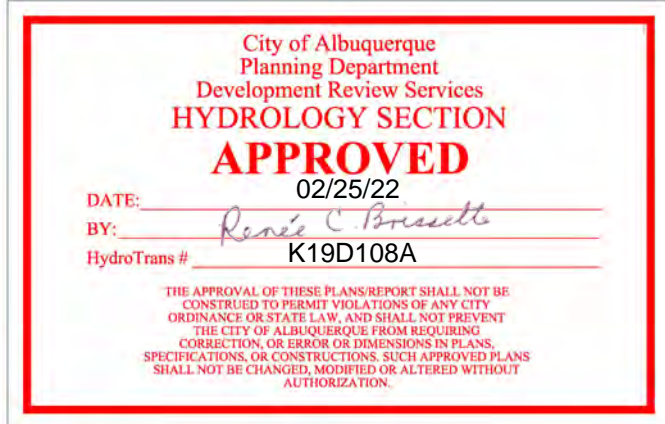 City of Albuquerque
Planning Department
Development Review Services
HYDROLOGY SECTION
APPROVED
DATE: 02/25/22
BY: Renée C. Brissette
HydroTrans # K19D108A
THE APPROVAL OF THESE PLANS/REPORT SHALL NOT BE
CONSTRUED TO PERMIT VIOLATIONS OF ANY CITY
ORDINANCE OR STATE LAW, AND SHALL NOT PREVENT
THE CITY OF ALBUQUERQUE FROM REQUIRING
CORRECTION, OR ERROR OR DIMENSIONS IN PLANS,
SPECIFICATIONS, OR CONSTRUCTIONS. SUCH APPROVED PLANS
SHALL NOT BE CHANGED, MODIFIED OR ALTERED WITHOUT
AUTHORIZATION.